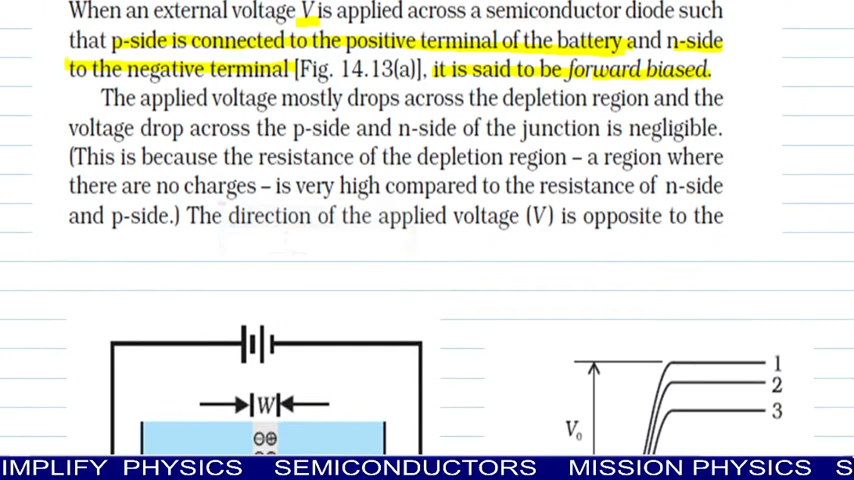 When an external voltage V is applied across a semiconductor diode such
that p-side is connected to the positive terminal of the battery and n-side
to the negative terminal [Fig. 14.13(a)], it is said to be forward biased.
The applied voltage mostly drops across the depletion region and the
voltage drop across the p-side and n-side of the junction is negligible.
(This is because the resistance of the depletion region – a region where
there are no charges – is very high compared to the resistance of n-side
and p-side.) The direction of the applied voltage (V) is opposite to the
W
⊖⊕
1
2
3
V₀
IMPLIFY PHYSICS SEMICONDUCTORS MISSION PHYSICS S